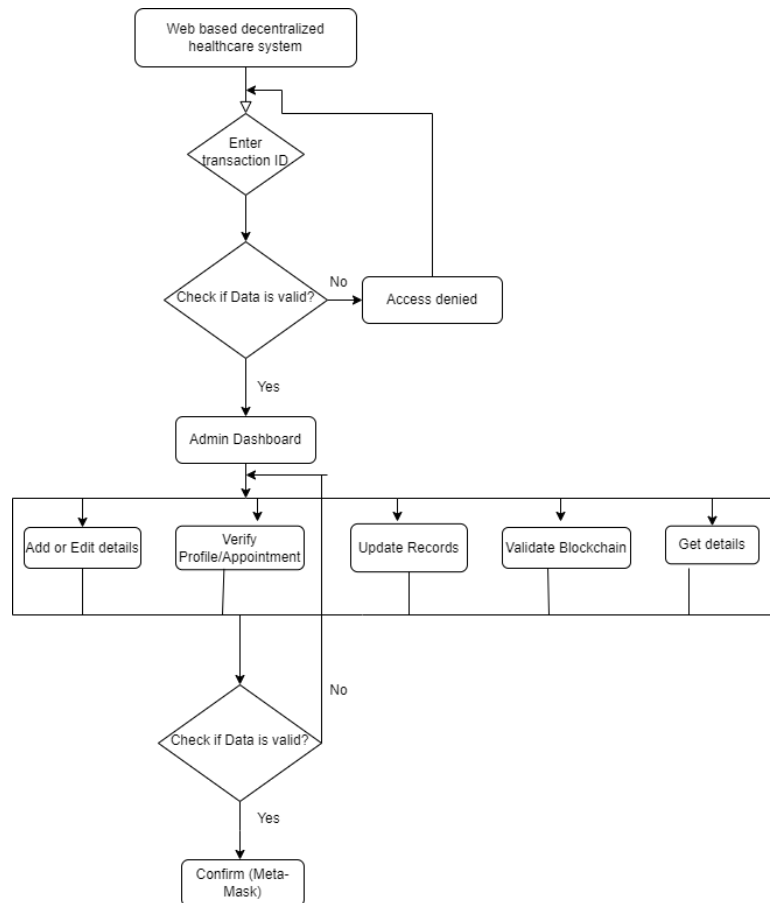 Web based decentralized
healthcare system
Enter
transaction ID
Check if Data is valid?
No
Access denied
Yes
Admin Dashboard
Add or Edit details
Verify
Profile/Appointment
Update Records
Validate Blockchain
Get details
No
Check if Data is valid?
Yes
Confirm (Meta-
Mask)